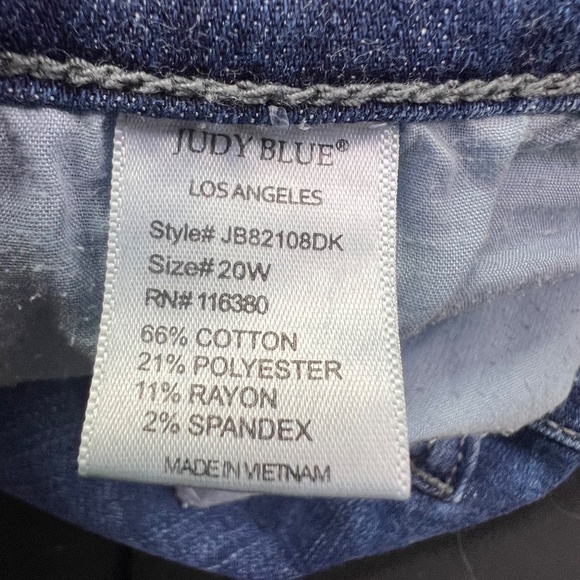 JUDY BLUE®
LOS ANGELES
Style# JB82108DK
Size# 20W
RN# 116380
66% COTTON
21% POLYESTER
11% RAYON
2% SPANDEX
MADE IN VIETNAM